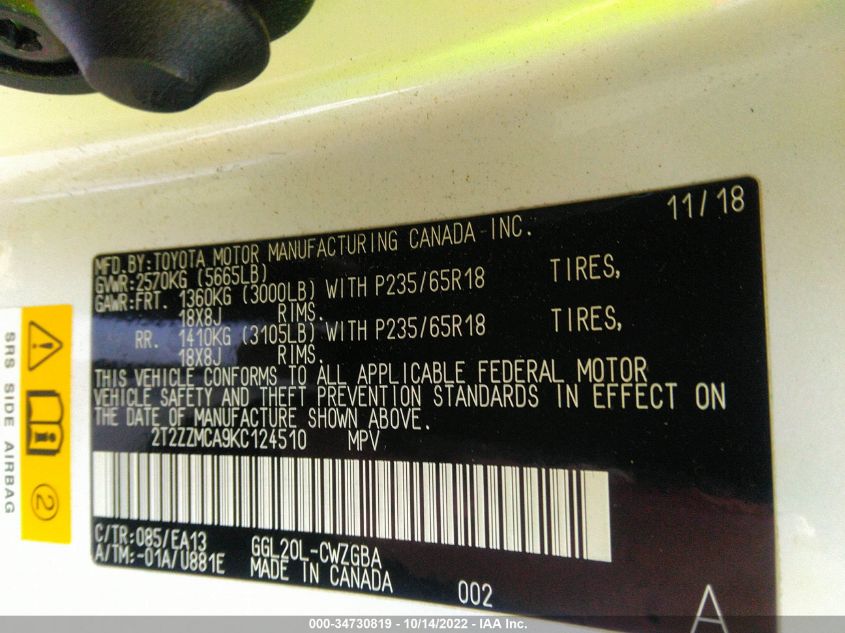 11/18
MFD.BY:TOYOTA MOTOR MANUFACTURING CANADA INC.
GVWR:2570KG (5665LB)
GAWR:FRT. 1360KG (3000LB) WITH P235/65R18 TIRES,
18X8J RIMS.
RR. 1410KG (3105LB) WITH P235/65R18 TIRES,
18X8J RIMS.
THIS VEHICLE CONFORMS TO ALL APPLICABLE FEDERAL MOTOR
VEHICLE SAFETY AND THEFT PREVENTION STANDARDS IN EFFECT ON
THE DATE OF MANUFACTURE SHOWN ABOVE.
2T2ZZMCA9KC124510 MPV
C/TR:085/EA13 GGL20L-CWZGBA
A/TM:-01A/U881E MADE IN CANADA 002
A
SRS SIDE AIRBAG
2
000-34730819 - 10/14/2022 - IAA Inc.